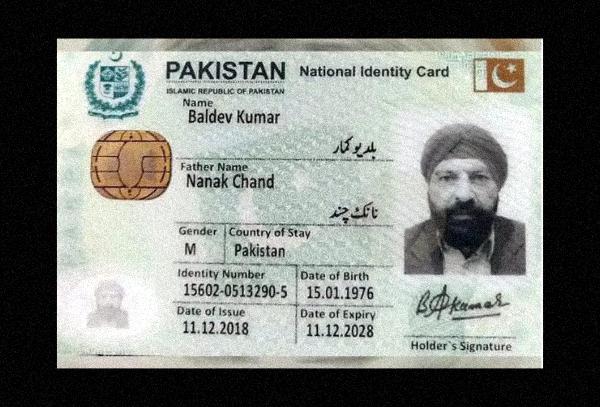 PAKISTAN National Identity Card
ISLAMIC REPUBLIC OF PAKISTAN
Name
Baldev Kumar
بلدیو کمار
Father Name
Nanak Chand
نانک چند
Gender Country of Stay
M Pakistan
Identity Number Date of Birth
15602-0513290-5 15.01.1976
Date of Issue Date of Expiry
11.12.2018 11.12.2028
Holder`s Signature